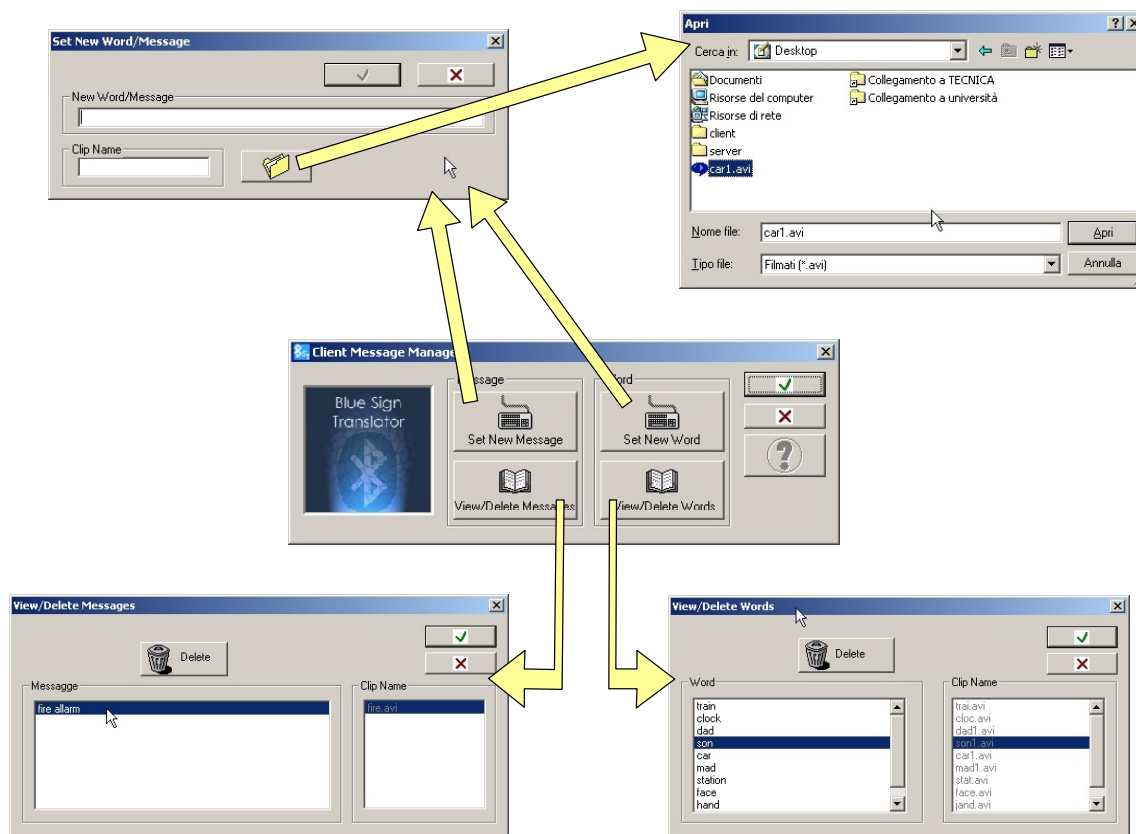 Set New Word/Message
New Word/Message
Clip Name
Apri
Cerca in:
Desktop
Documenti
Risorse del computer
Risorse di rete
client
server
car1.avi
Collegamento a TECNICA
Collegamento a università
Nome file:
car1.avi
Apri
Tipo file:
Filmati (*.avi)
Annulla
Client Message Manage
Blue Sign
Translator
Message
Set New Message
View/Delete Messages
Word
Set New Word
View/Delete Words
View/Delete Messages
Delete
Messagge
fire allarm
Clip Name
fire.avi
View/Delete Words
Delete
Word
train
clock
dad
son
car
mad
station
face
hand
Clip Name
trai.avi
cloc.avi
dad1.avi
son1.avi
car1.avi
mad1.avi
stat.avi
face.avi
jand.avi